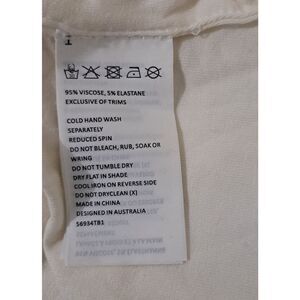 95% VISCOSE, 5% ELASTANE
EXCLUSIVE OF TRIMS
COLD HAND WASH
SEPARATELY
REDUCED SPIN
DO NOT BLEACH, RUB, SOAK OR
WRING
DO NOT TUMBLE DRY
DRY FLAT IN SHADE
COOL IRON ON REVERSE SIDE
DO NOT DRYCLEAN (X)
MADE IN CHINA
DESIGNED IN AUSTRALIA
S6934TB1